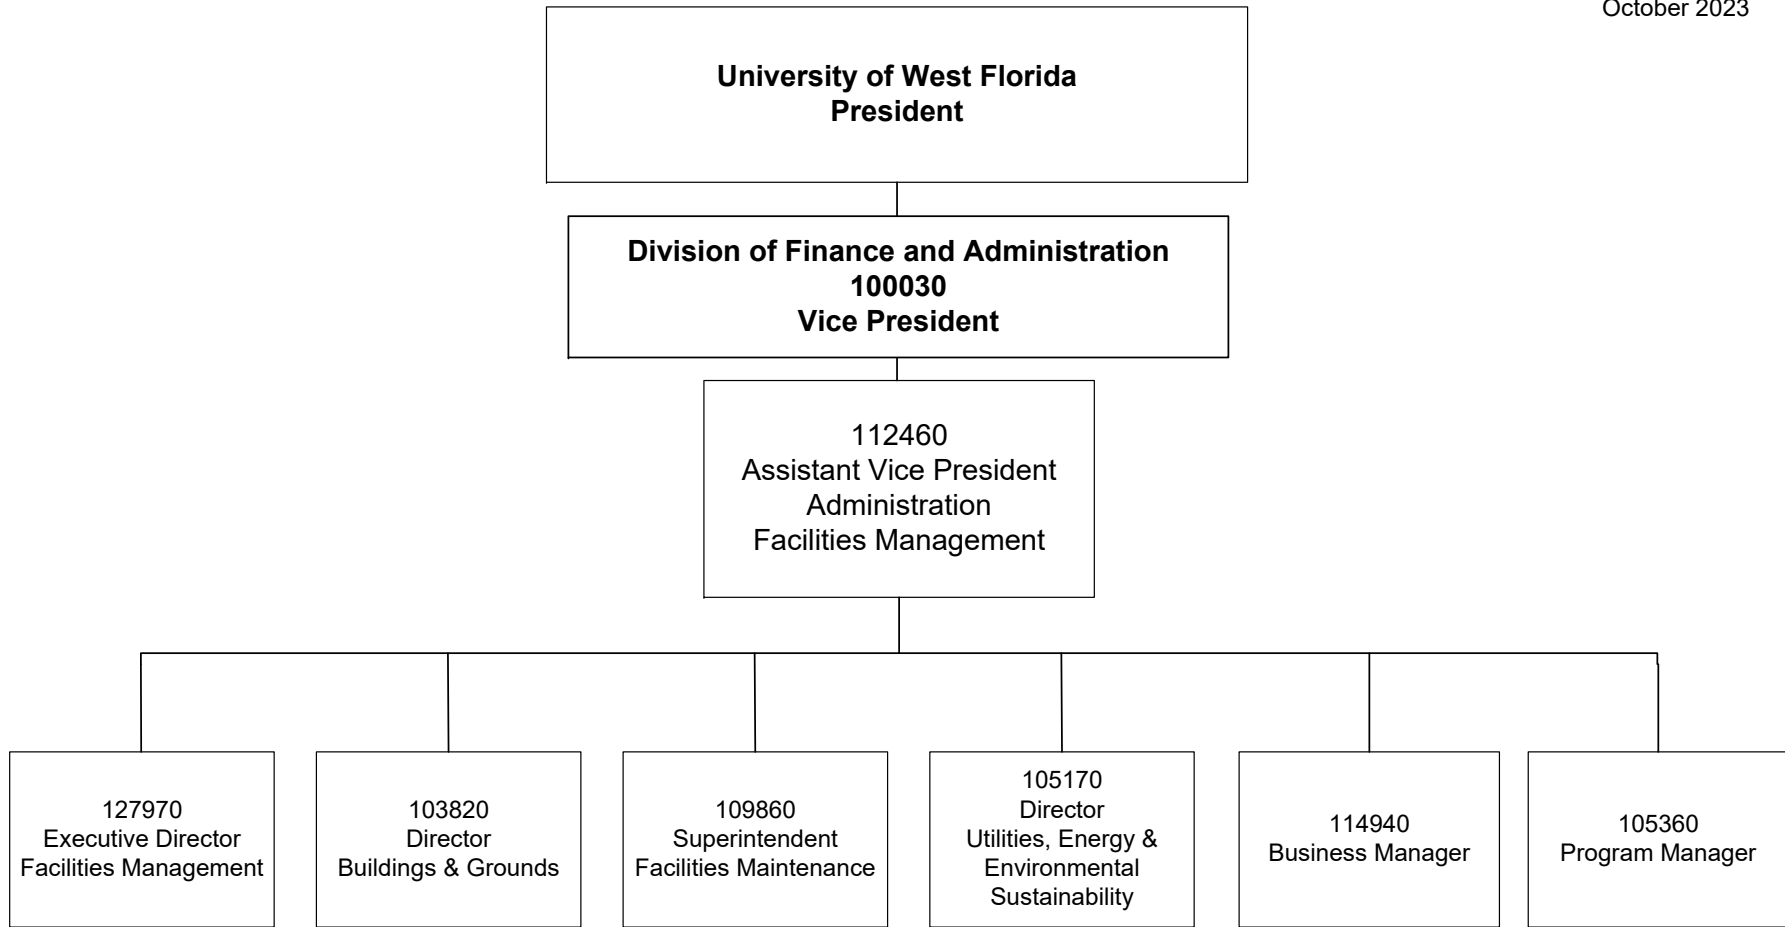 October 2023
University of West Florida
President
Division of Finance and Administration
100030
Vice President
112460
Assistant Vice President
Administration
Facilities Management
127970
Executive Director
Facilities Management
103820
Director
Buildings & Grounds
109860
Superintendent
Facilities Maintenance
105170
Director
Utilities, Energy &
Environmental
Sustainability
114940
Business Manager
105360
Program Manager